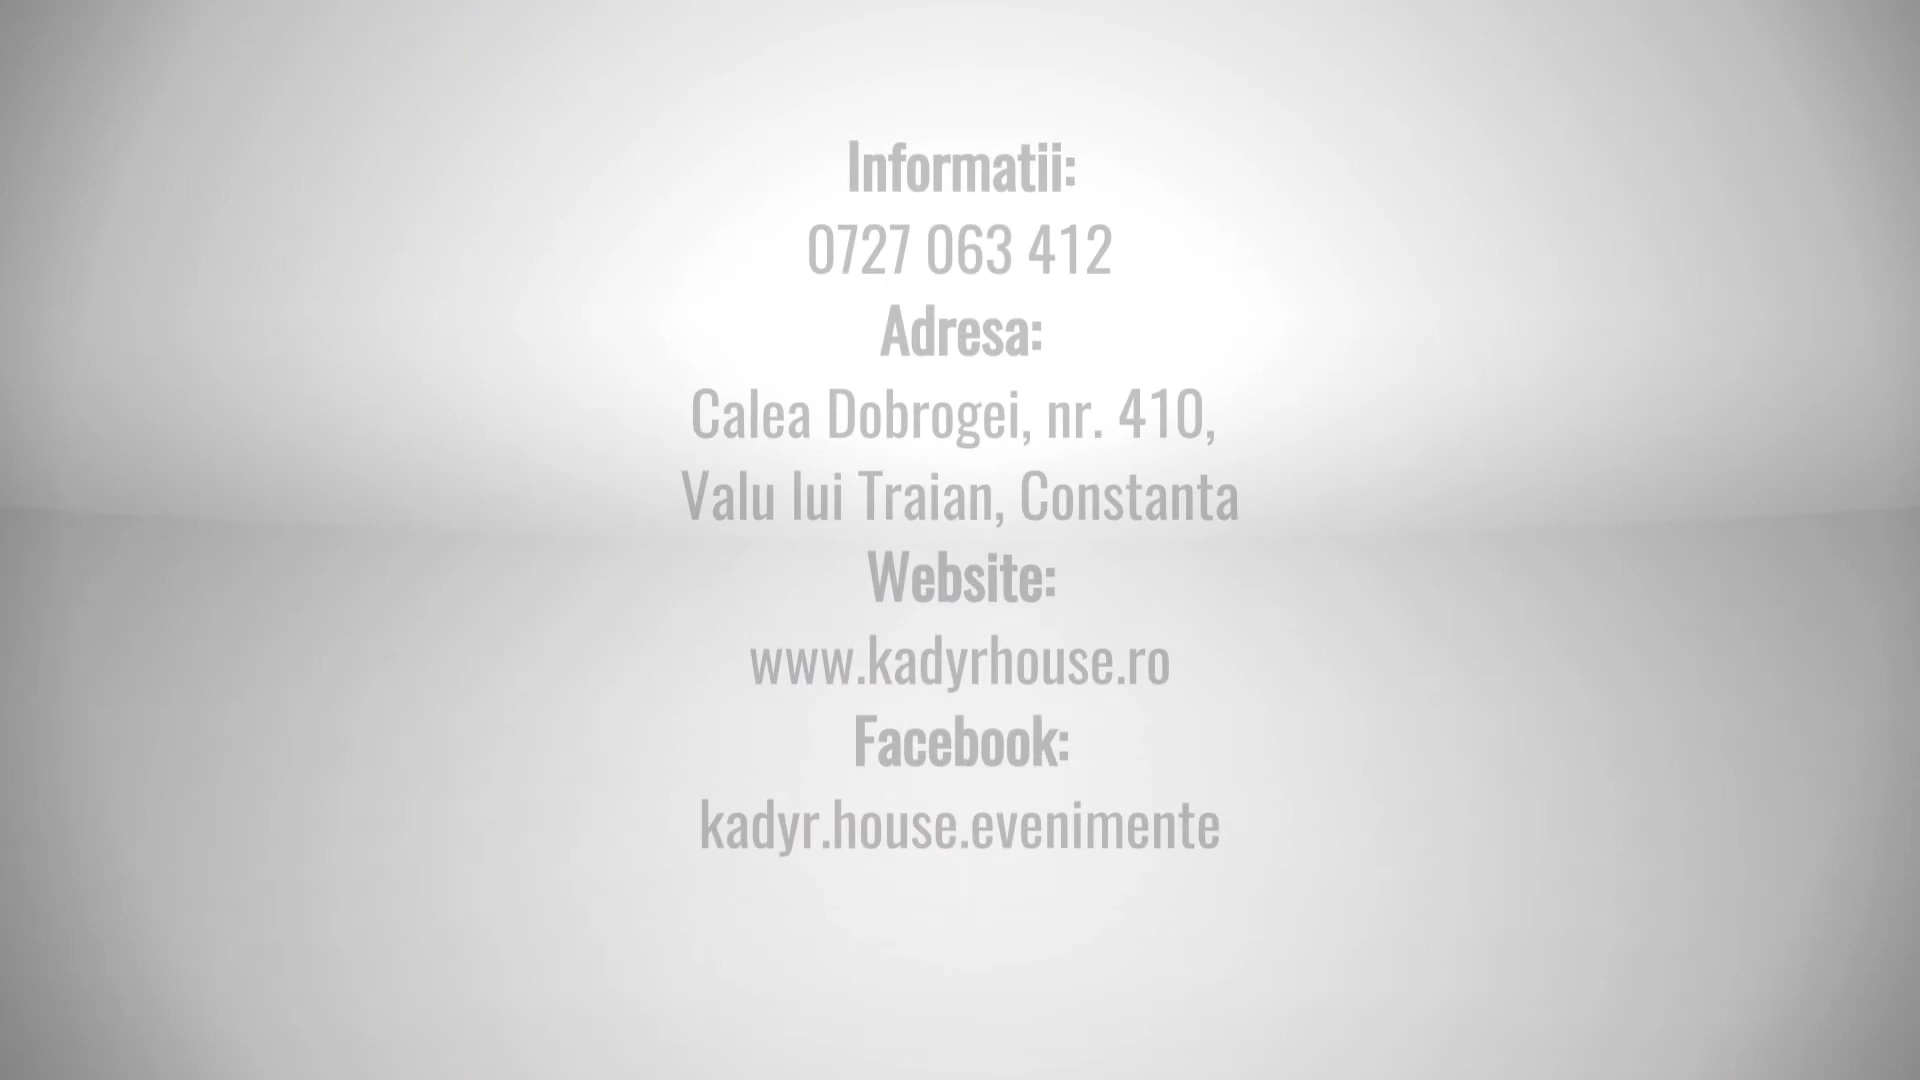 Informatii:
0727 063 412
Adresa:
Calea Dobrogei, nr. 410,
Valu lui Traian, Constanta
Website:
www.kadyrhouse.ro
Facebook:
kadyr.house.evenimente